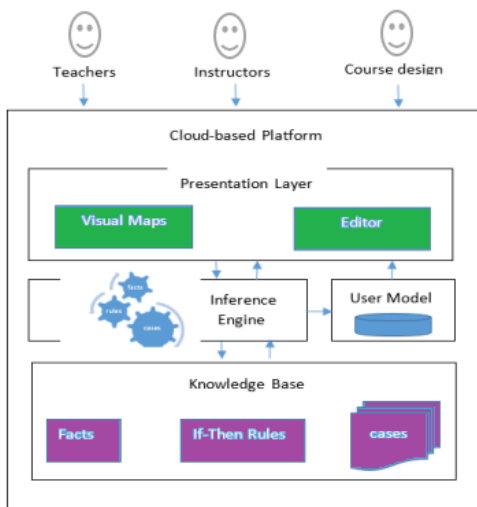 Teachers
Instructors
Course design
Cloud-based Platform
Presentation Layer
Visual Maps
Editor
facts
rules
cases
Inference
Engine
User Model
Knowledge Base
Facts
If-Then Rules
cases